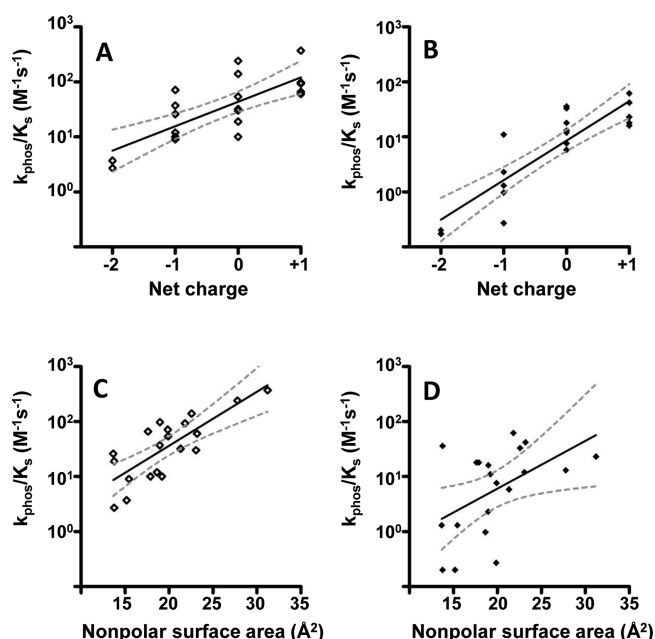 A
k_phos/K_s (M⁻¹s⁻¹)
10³
10²
10¹
10⁰
-2 -1 0 +1
Net charge
B
k_phos/K_s (M⁻¹s⁻¹)
10³
10²
10¹
10⁰
-2 -1 0 +1
Net charge
C
k_phos/K_s (M⁻¹s⁻¹)
10³
10²
10¹
10⁰
15 20 25 30 35
Nonpolar surface area (Å²)
D
k_phos/K_s (M⁻¹s⁻¹)
10³
10²
10¹
10⁰
15 20 25 30 35
Nonpolar surface area (Å²)